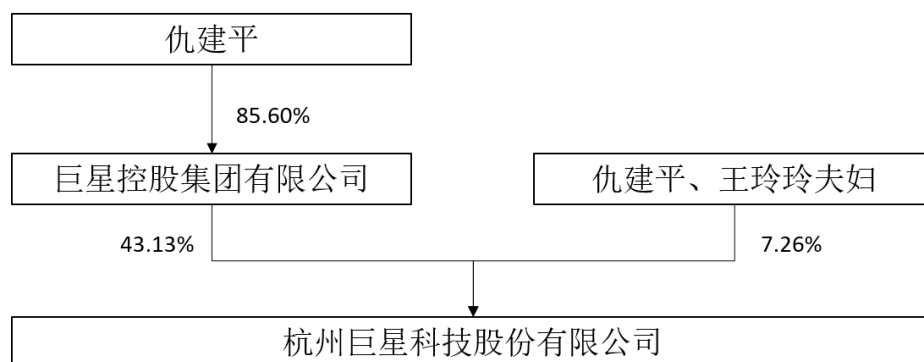 仇建平
85.60%
巨星控股集团有限公司
仇建平、王玲玲夫妇
43.13%
7.26%
杭州巨星科技股份有限公司